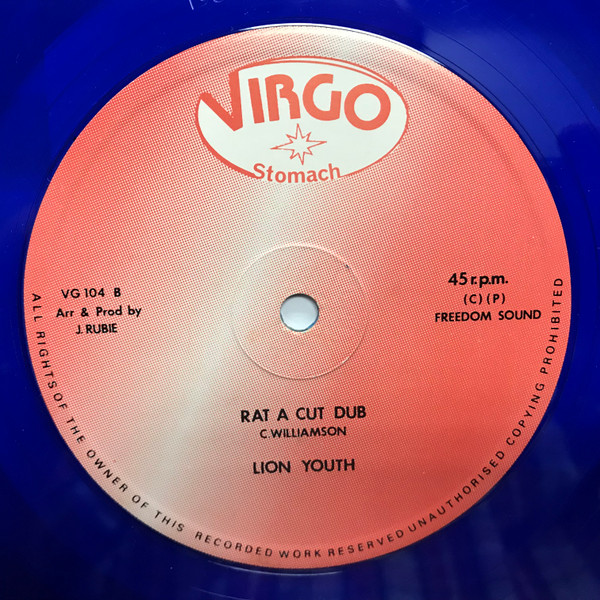 VIRGO
Stomach
VG 104 B
Arr & Prod by
J. RUBIE
45 r.p.m.
(C) (P)
FREEDOM SOUND
RAT A CUT DUB
C. WILLIAMSON
LION YOUTH
ALL RIGHTS OF THE OWNER OF THIS RECORDED WORK RESERVED UNAUTHORISED COPYING PROHIBITED